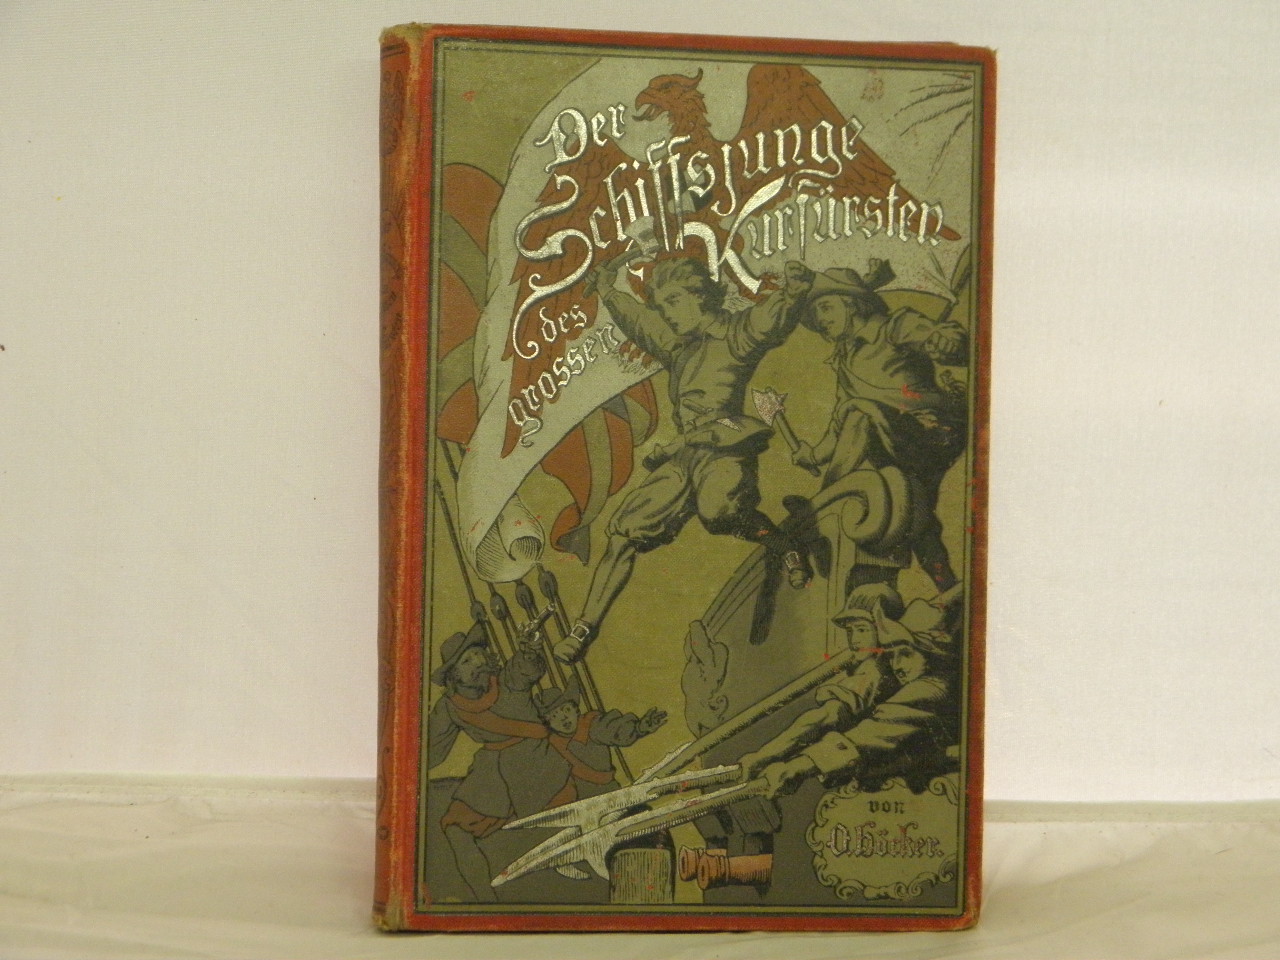 Der
Schiffsjunge
des
grossen
Kurfürsten
von
O. Höcker.